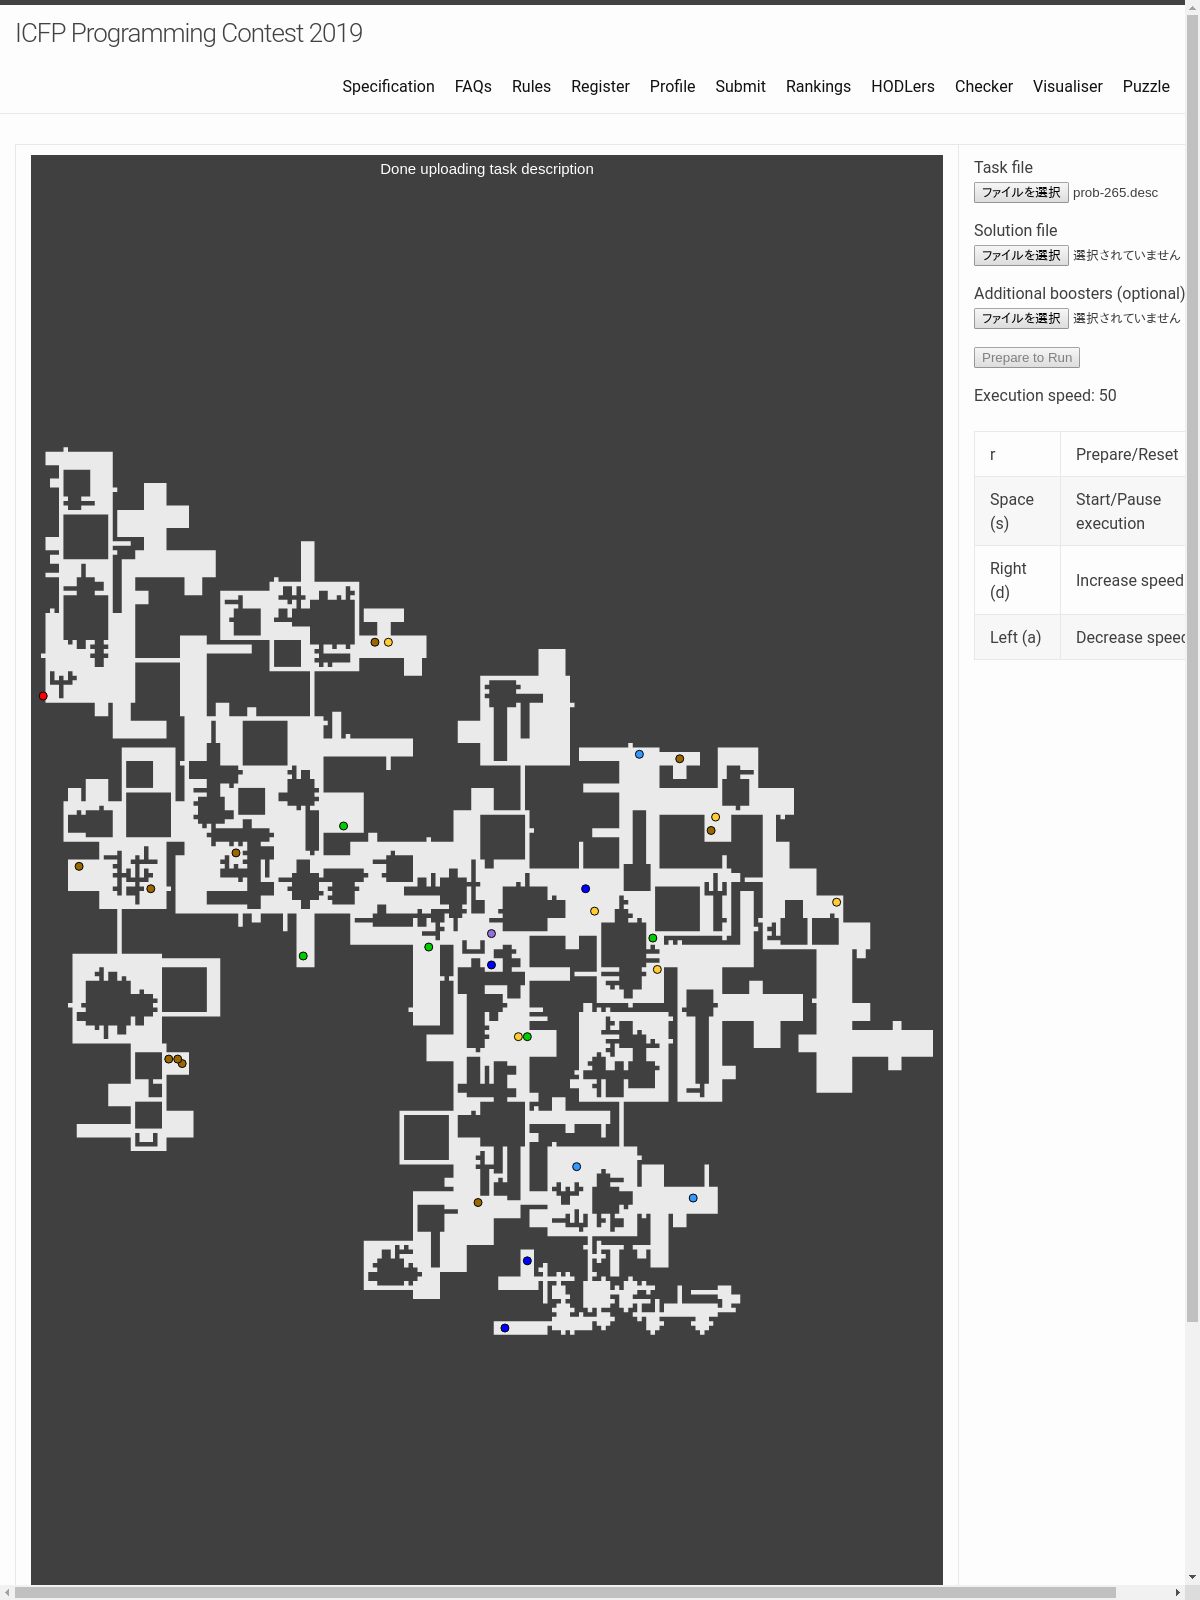 ICFP Programming Contest 2019
Specification FAQs Rules Register Profile Submit Rankings HODLers Checker Visualiser Puzzle
Done uploading task description
Task file
ファイルを選択 prob-265.desc
Solution file
ファイルを選択 選択されていません
Additional boosters (optional)
ファイルを選択 選択されていません
Prepare to Run
Execution speed: 50
r Prepare/Reset
Space (s) Start/Pause execution
Right (d) Increase speed
Left (a) Decrease speed